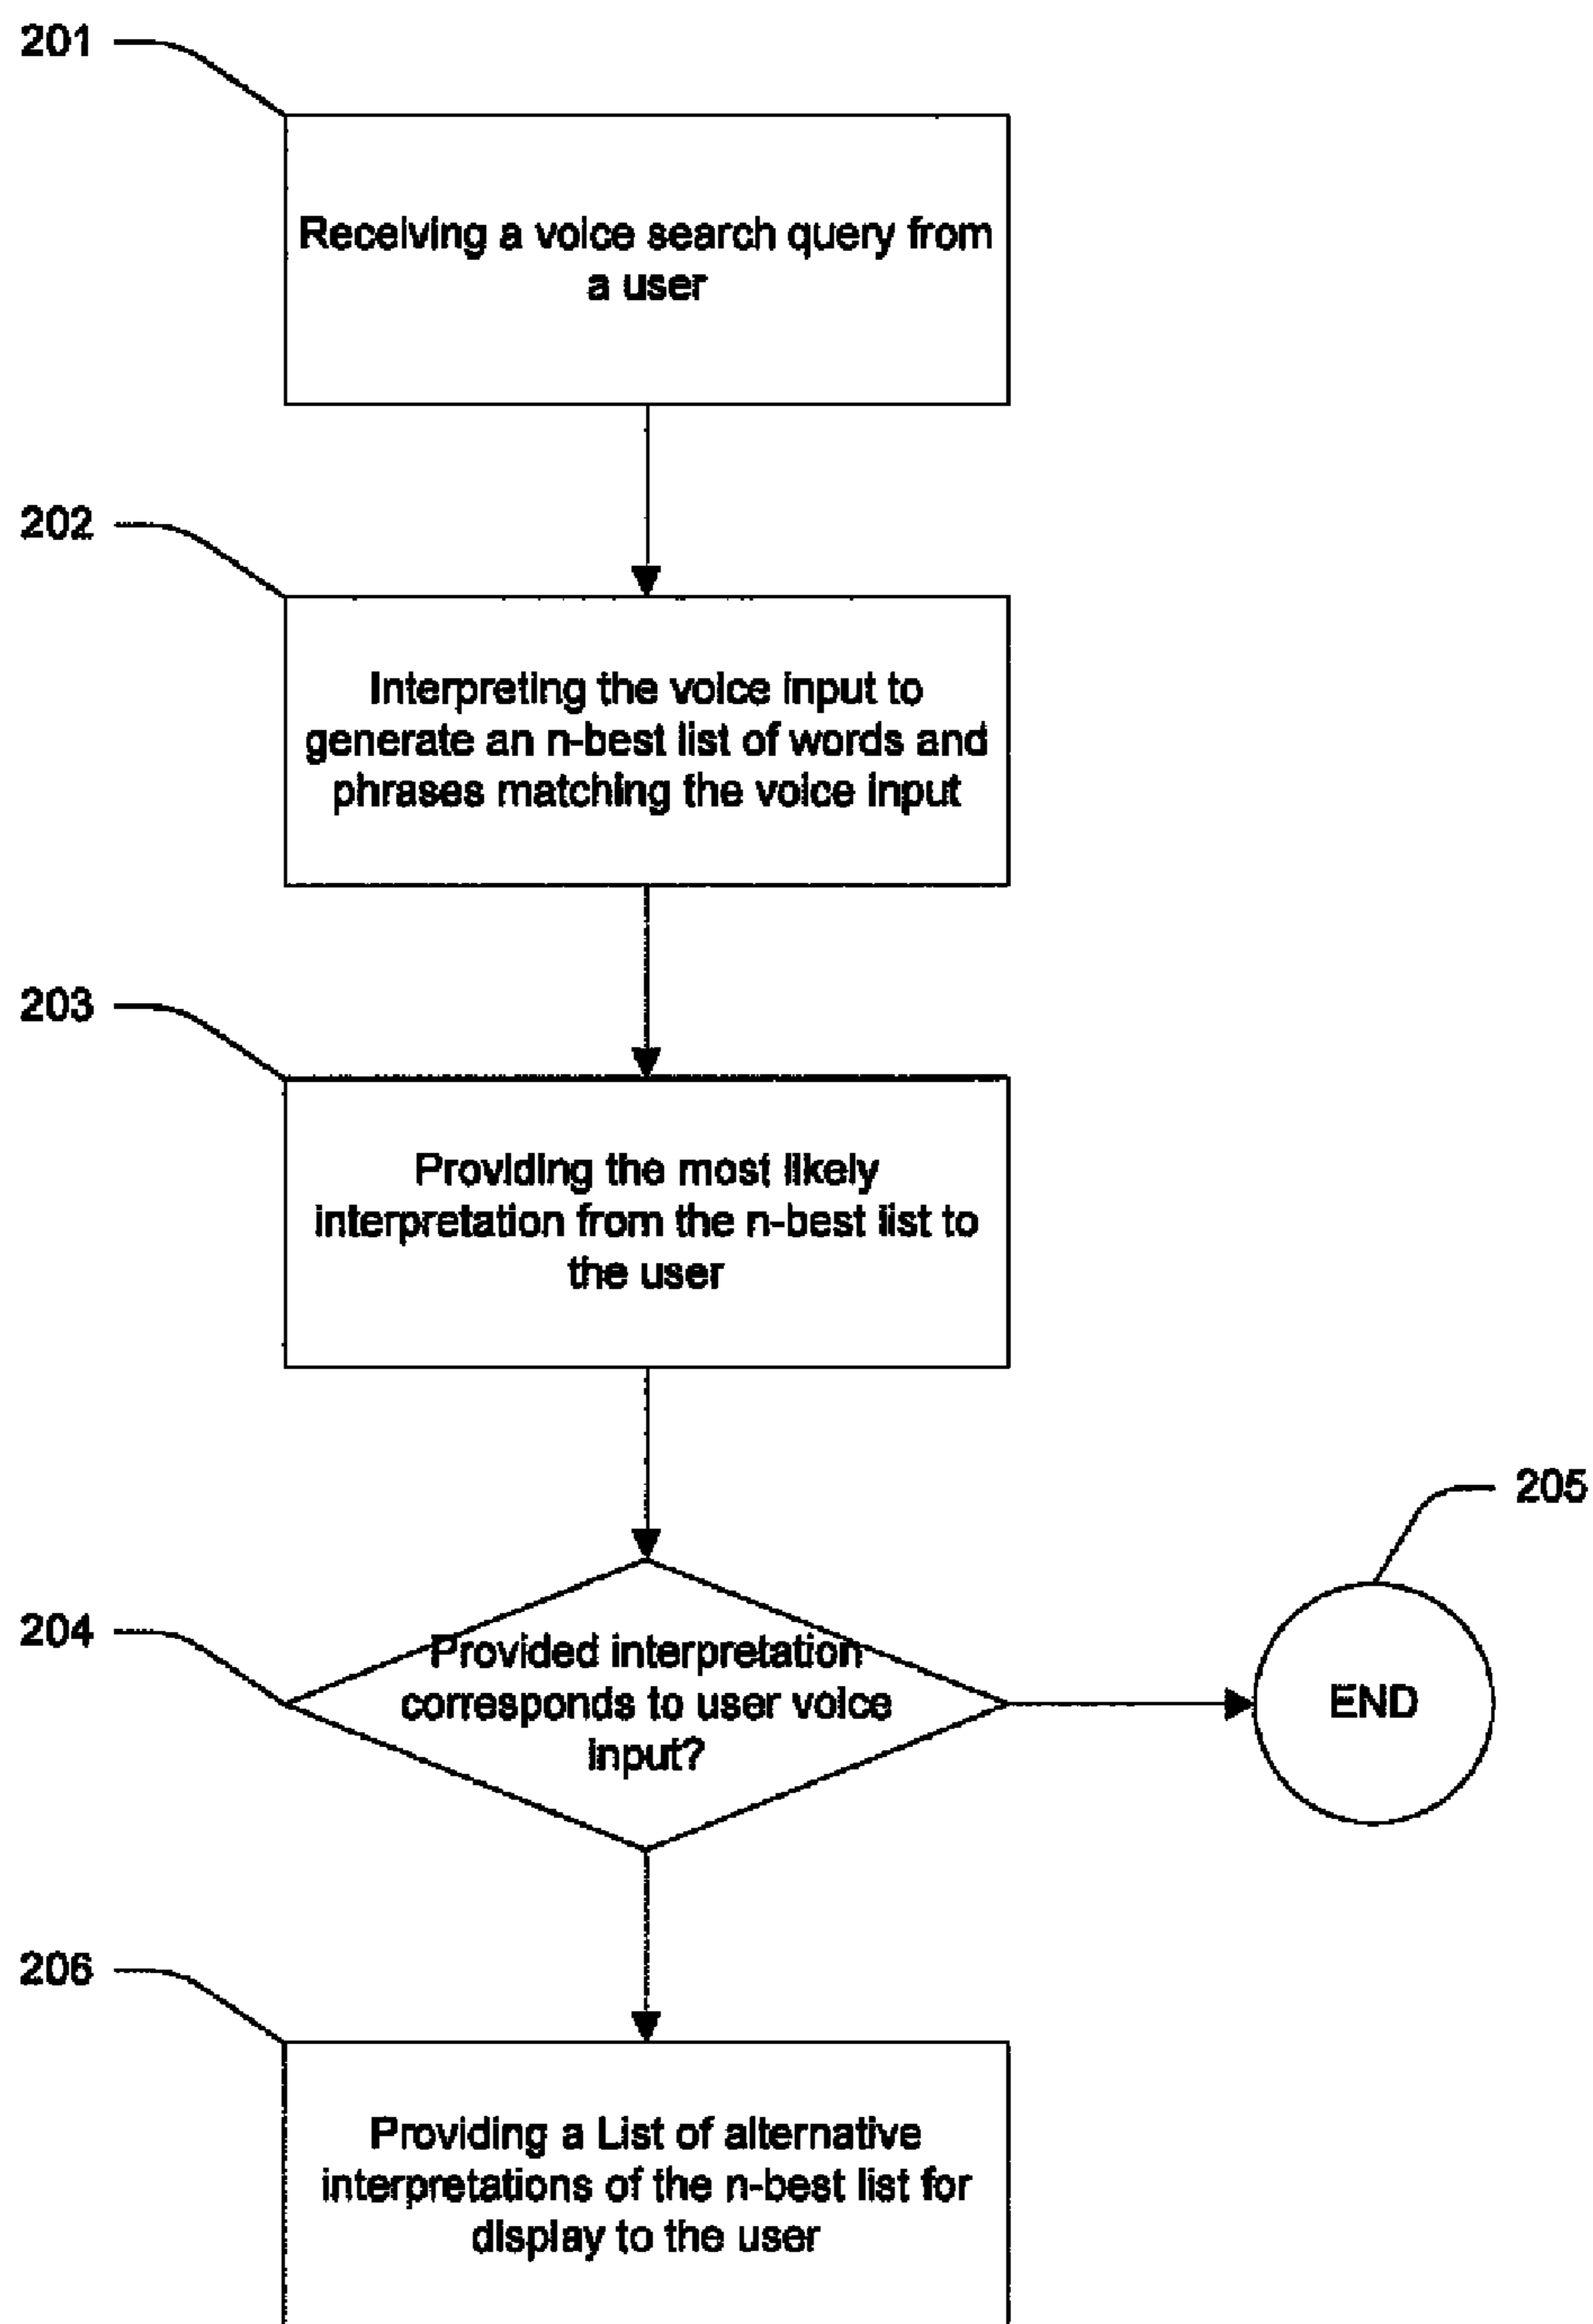 201
Receiving a voice search query from
a user
202
Interpreting the voice input to
generate an n-best list of words and
phrases matching the voice input
203
Providing the most likely
interpretation from the n-best list to
the user
205
204
Provided interpretation
corresponds to user voice
input?
END
206
Providing a List of alternative
interpretations of the n-best list for
display to the user